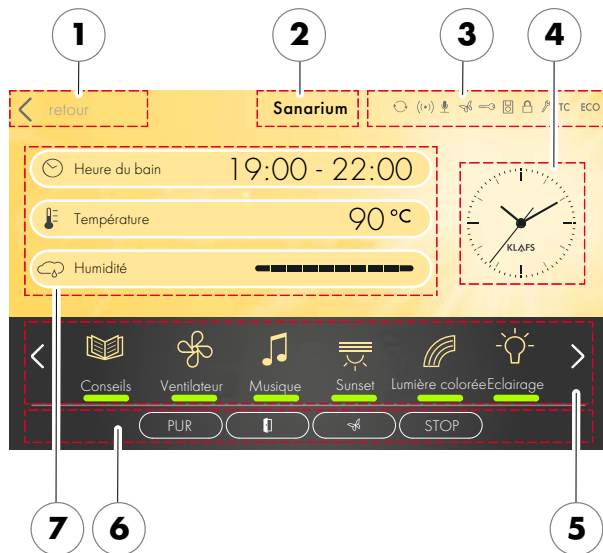 1 2 3 4
retour Sanarium TC ECO
Heure du bain 19:00 - 22:00
Température 90 °C
Humidité
KLAFS
Conseils Ventilateur Musique Sunset Lumière colorée Eclairage
PUR STOP
7 6 5